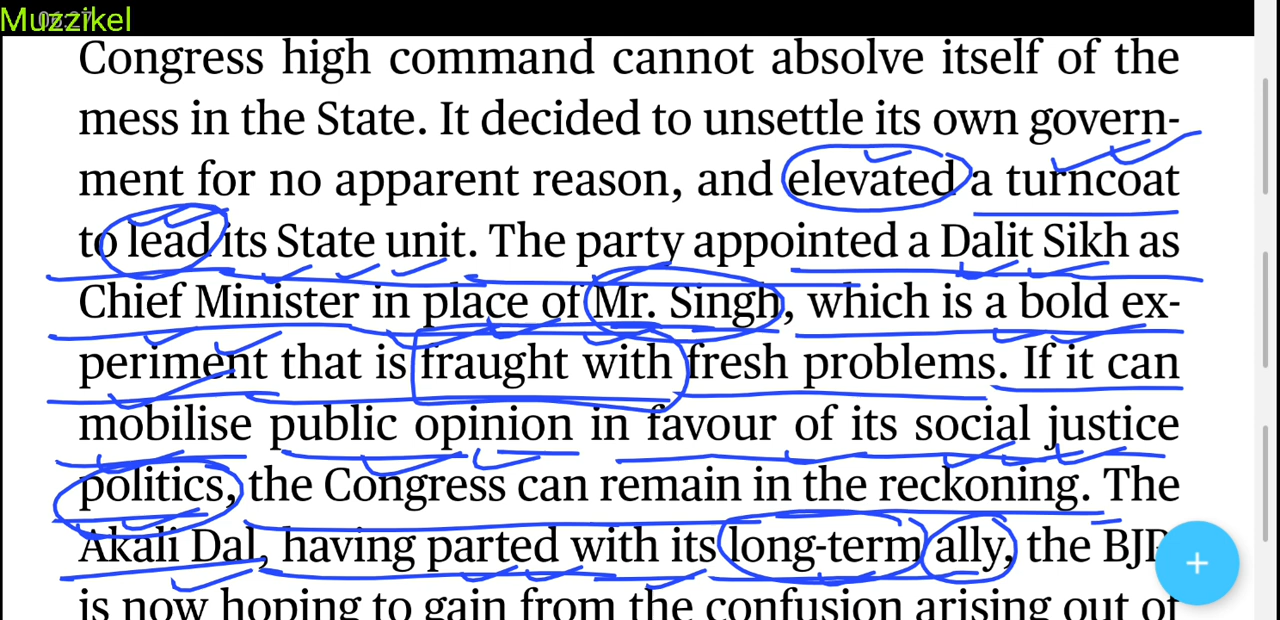 Muzzikel
Congress high command cannot absolve itself of the
mess in the State. It decided to unsettle its own govern-
ment for no apparent reason, and elevated a turncoat
to lead its State unit. The party appointed a Dalit Sikh as
Chief Minister in place of Mr. Singh, which is a bold ex-
periment that is fraught with fresh problems. If it can
mobilise public opinion in favour of its social justice
politics, the Congress can remain in the reckoning. The
Akali Dal, having parted with its long-term ally, the BJP
is now hoping to gain from the confusion arising out of